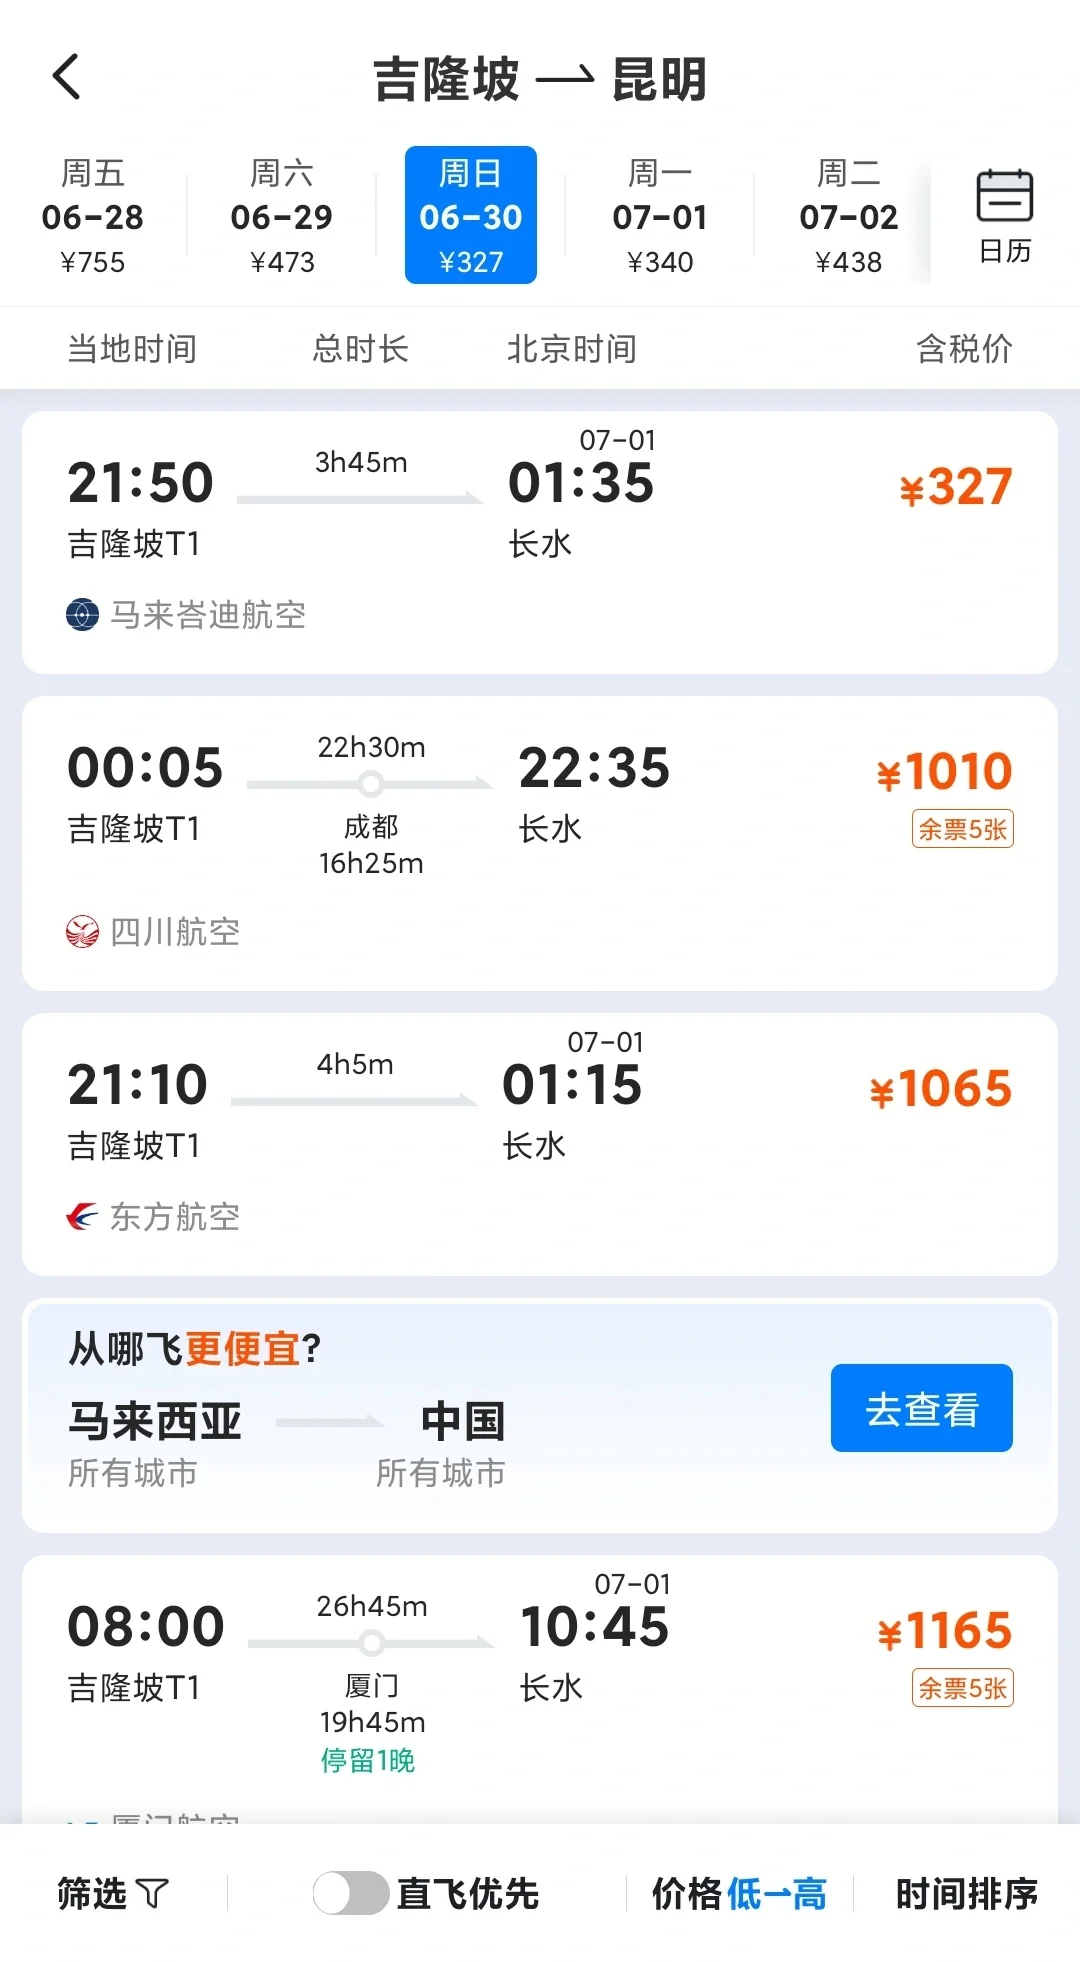 吉隆坡 → 昆明
周五 周六 周日 周一 周二
06-28 06-29 06-30 07-01 07-02 日历
¥755 ¥473 ¥327 ¥340 ¥438
当地时间 总时长 北京时间 含税价
07-01
21:50 3h45m 01:35 ¥327
吉隆坡T1 长水
马来峇迪航空
00:05 22h30m 22:35 ¥1010
吉隆坡T1 成都 长水 余票5张
16h25m
四川航空
07-01
21:10 4h5m 01:15 ¥1065
吉隆坡T1 长水
东方航空
从哪飞更便宜?
马来西亚 中国 去查看
所有城市 所有城市
07-01
08:00 26h45m 10:45 ¥1165
吉隆坡T1 厦门 长水 余票5张
19h45m
停留1晚
厦门航空
筛选 直飞优先 价格低→高 时间排序